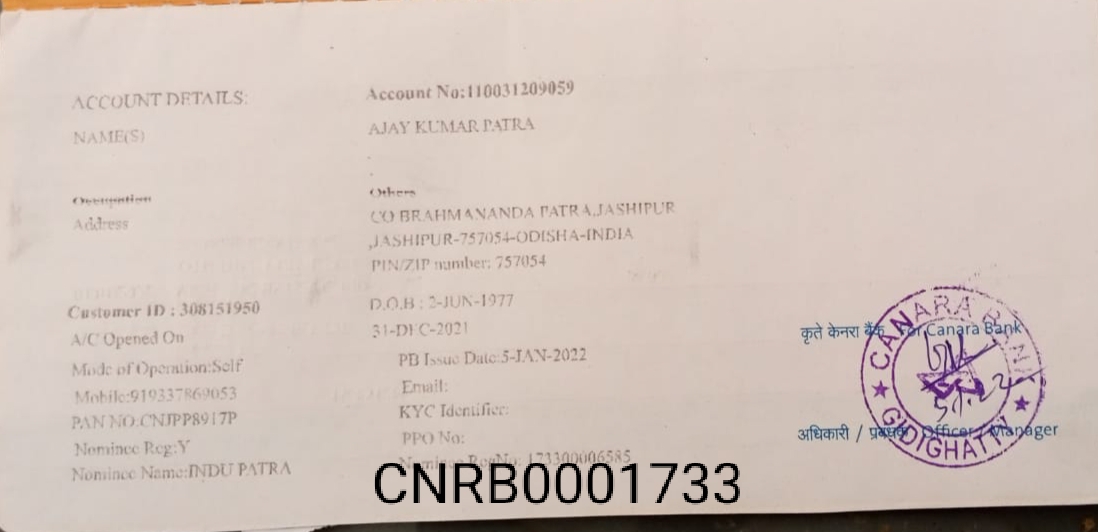 ACCOUNT DETAILS: Account No:110031209059
NAME(S) AJAY KUMAR PATRA
Occupation Others
Address CO BRAHMANANDA PATRA,JASHIPUR
,JASHIPUR-757054-ODISHA-INDIA
PIN/ZIP number: 757054
Customer ID : 308151950 D.O.B : 2-JUN-1977
A/C Opened On 31-DEC-2021
Mode of Operation:Self PB Issue Date:5-JAN-2022
Mobile:919337869053 Email:
PAN NO:CNJPP8917P KYC Identifier:
Nominee Reg:Y PPO No:
Nominee Name:INDU PATRA Nominee RegNo: 173300006585
CNRB0001733
कृते केनरा बैंक For Canara Bank
CANARA BANK
GIDIGHATTY
अधिकारी / प्रबंधक Officer / Manager